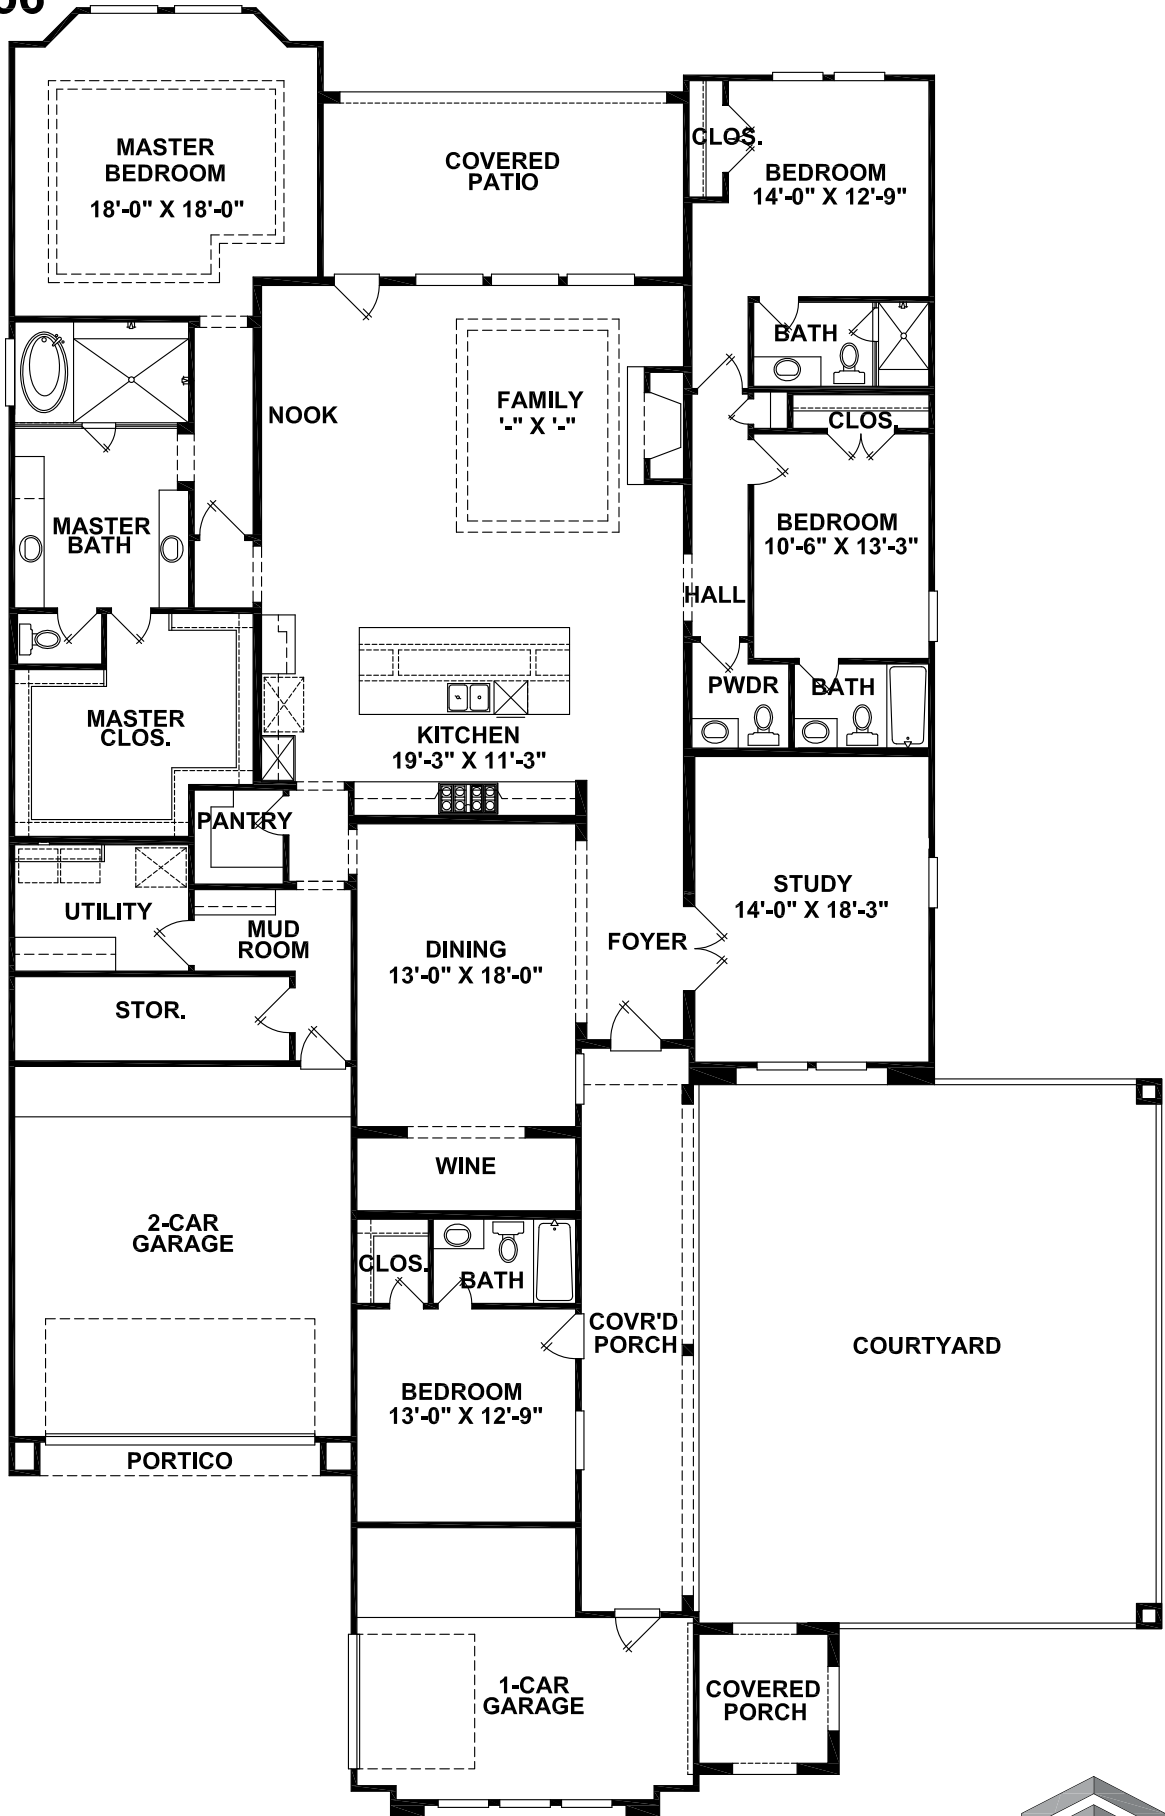 MASTER
BEDROOM
18'-0" X 18'-0"
COVERED
PATIO
CLOS.
BEDROOM
14'-0" X 12'-9"
BATH
NOOK
FAMILY
'-" X '-"
CLOS.
MASTER
BATH
BEDROOM
10'-6" X 13'-3"
HALL
MASTER
CLOS.
PWDR
BATH
KITCHEN
19'-3" X 11'-3"
PANTRY
UTILITY
MUD
ROOM
STUDY
14'-0" X 18'-3"
DINING
13'-0" X 18'-0"
FOYER
STOR.
WINE
2-CAR
GARAGE
CLOS.
BATH
COVR'D
PORCH
COURTYARD
BEDROOM
13'-0" X 12'-9"
PORTICO
1-CAR
GARAGE
COVERED
PORCH